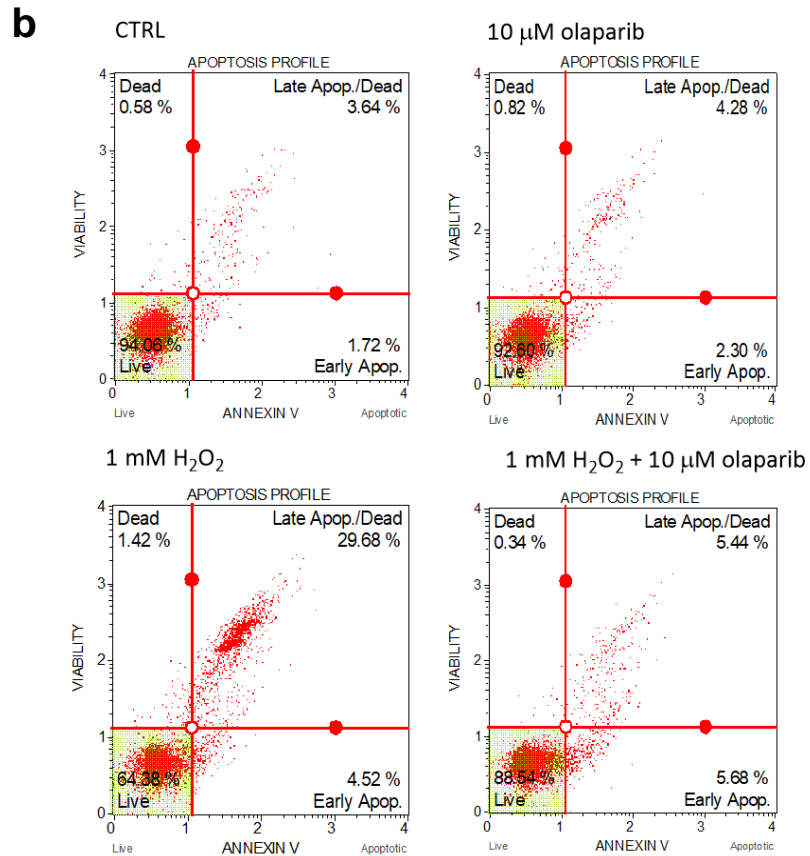 b
CTRL
APOPTOSIS PROFILE
Dead
0.58 %
Late Apop./Dead
3.64 %
4
3
2
1
0
VIABILITY
94.06 %
Live
1.72 %
Early Apop.
0 1 2 3 4
Live ANNEXIN V Apoptotic
10 μM olaparib
APOPTOSIS PROFILE
Dead
0.82 %
Late Apop./Dead
4.28 %
4
3
2
1
0
VIABILITY
92.60 %
Live
2.30 %
Early Apop.
0 1 2 3 4
Live ANNEXIN V Apoptotic
1 mM H₂O₂
APOPTOSIS PROFILE
Dead
1.42 %
Late Apop./Dead
29.68 %
4
3
2
1
0
VIABILITY
64.38 %
Live
4.52 %
Early Apop.
0 1 2 3 4
Live ANNEXIN V Apoptotic
1 mM H₂O₂ + 10 μM olaparib
APOPTOSIS PROFILE
Dead
0.34 %
Late Apop./Dead
5.44 %
4
3
2
1
0
VIABILITY
88.54 %
Live
5.68 %
Early Apop.
0 1 2 3 4
Live ANNEXIN V Apoptotic